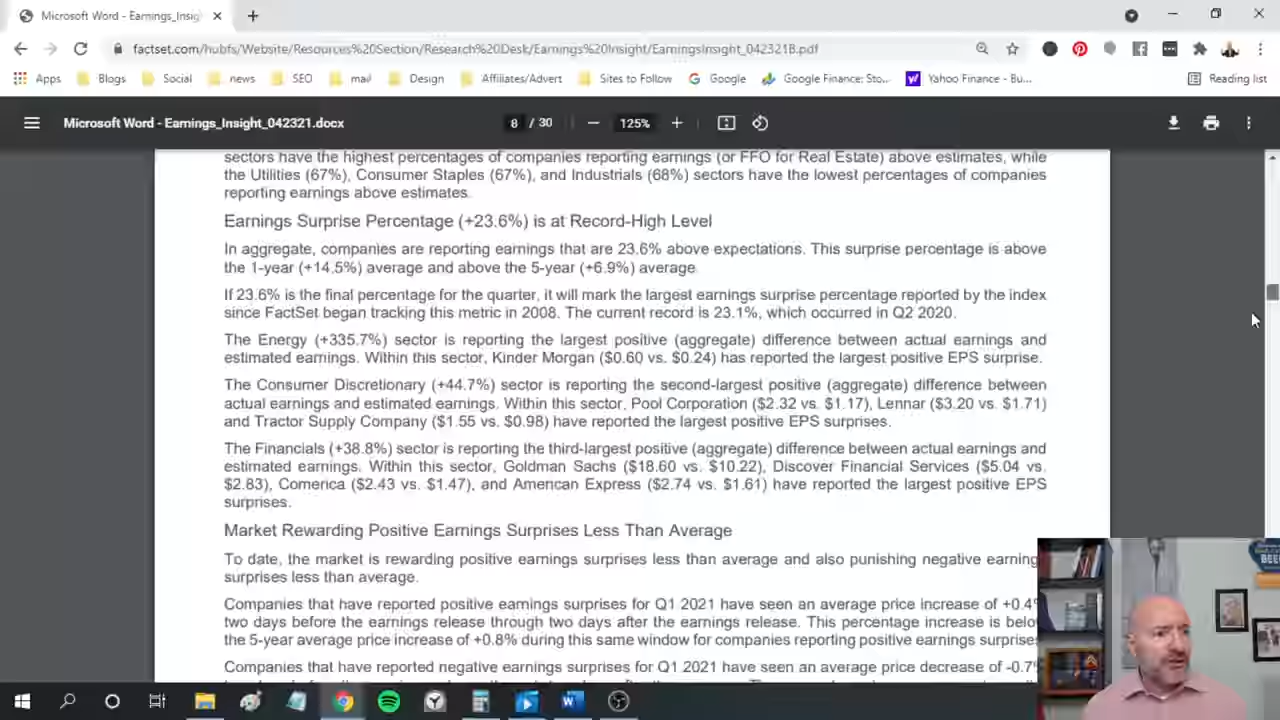 Microsoft Word - Earnings_Insig
factset.com/hubfs/Website/Resources%20Section/Research%20Desk/Earnings%20Insight/EarningsInsight_042321B.pdf
Apps Blogs Social news SEO mail Design Affiliates/Advert Sites to Follow Google Google Finance: Sto... Yahoo Finance - Bu... Reading list
Microsoft Word - Earnings_Insight_042321.docx 8 / 30 125%
sectors have the highest percentages of companies reporting earnings (or FFO for Real Estate) above estimates, while
the Utilities (67%), Consumer Staples (67%), and Industrials (68%) sectors have the lowest percentages of companies
reporting earnings above estimates.
Earnings Surprise Percentage (+23.6%) is at Record-High Level
In aggregate, companies are reporting earnings that are 23.6% above expectations. This surprise percentage is above
the 1-year (+14.5%) average and above the 5-year (+6.9%) average.
If 23.6% is the final percentage for the quarter, it will mark the largest earnings surprise percentage reported by the index
since FactSet began tracking this metric in 2008. The current record is 23.1%, which occurred in Q2 2020.
The Energy (+335.7%) sector is reporting the largest positive (aggregate) difference between actual earnings and
estimated earnings. Within this sector, Kinder Morgan ($0.60 vs. $0.24) has reported the largest positive EPS surprise.
The Consumer Discretionary (+44.7%) sector is reporting the second-largest positive (aggregate) difference between
actual earnings and estimated earnings. Within this sector, Pool Corporation ($2.32 vs. $1.17), Lennar ($3.20 vs. $1.71)
and Tractor Supply Company ($1.55 vs. $0.98) have reported the largest positive EPS surprises.
The Financials (+38.8%) sector is reporting the third-largest positive (aggregate) difference between actual earnings and
estimated earnings. Within this sector, Goldman Sachs ($18.60 vs. $10.22), Discover Financial Services ($5.04 vs.
$2.83), Comerica ($2.43 vs. $1.47), and American Express ($2.74 vs. $1.61) have reported the largest positive EPS
surprises.
Market Rewarding Positive Earnings Surprises Less Than Average
To date, the market is rewarding positive earnings surprises less than average and also punishing negative earning
surprises less than average.
Companies that have reported positive earnings surprises for Q1 2021 have seen an average price increase of +0.4%
two days before the earnings release through two days after the earnings release. This percentage increase is belo
the 5-year average price increase of +0.8% during this same window for companies reporting positive earnings surprise
Companies that have reported negative earnings surprises for Q1 2021 have seen an average price decrease of -0.7%